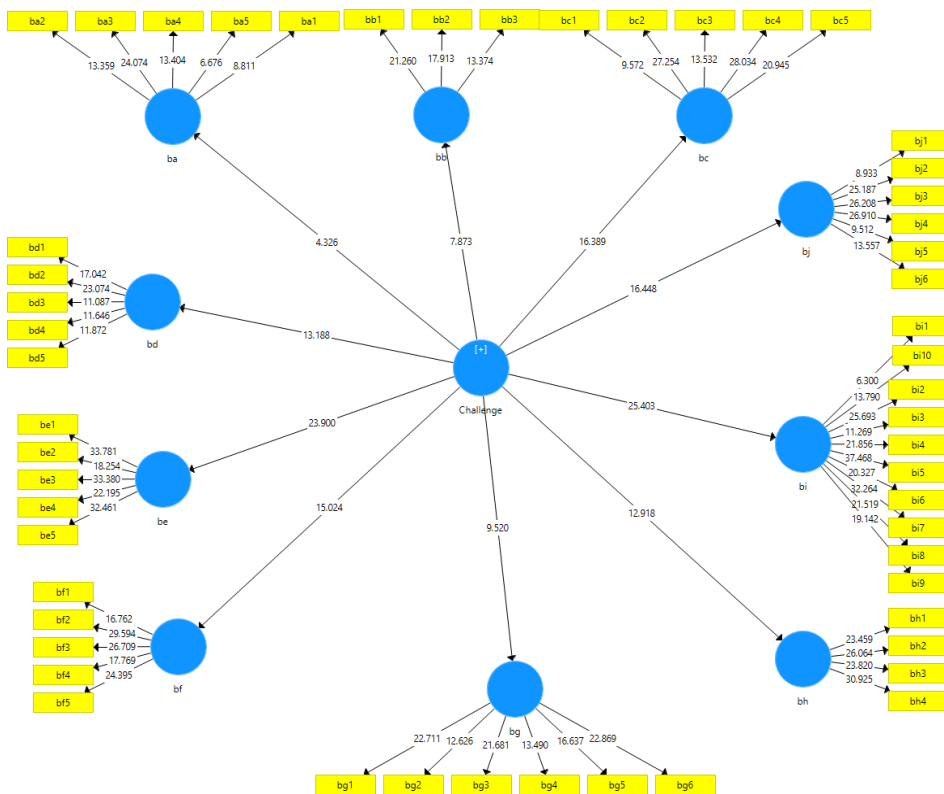 ba2 ba3 ba4 ba5 ba1 bb1 bb2 bb3 bc1 bc2 bc3 bc4 bc5
13.359 24.074 13.404 6.676 8.811 21.260 17.913 13.374 9.572 27.254 13.532 28.034 20.945
ba bb bc
bj1
bj2
bj3
bj4
bj5
bj6
8.933
25.187
26.208
26.910
9.512
13.557
bj
4.326 7.873 16.389
16.448
bd1
bd2
bd3
bd4
bd5
17.042
23.074
11.087
11.646
11.872
bd
13.188
[+]
Challenge
25.403
bi1
bi10
bi2
bi3
bi4
bi5
bi6
bi7
bi8
bi9
6.300
13.790
25.693
11.269
21.856
37.468
20.327
32.264
21.519
19.142
bi
23.900
be1
be2
be3
be4
be5
33.781
18.254
33.380
22.195
32.461
be
15.024 9.520 12.918
bf1
bf2
bf3
bf4
bf5
16.762
29.594
26.709
17.769
24.395
bf
bh1
bh2
bh3
bh4
23.459
26.064
23.820
30.925
bh
bg
22.711 12.626 21.681 13.490 16.637 22.869
bg1 bg2 bg3 bg4 bg5 bg6